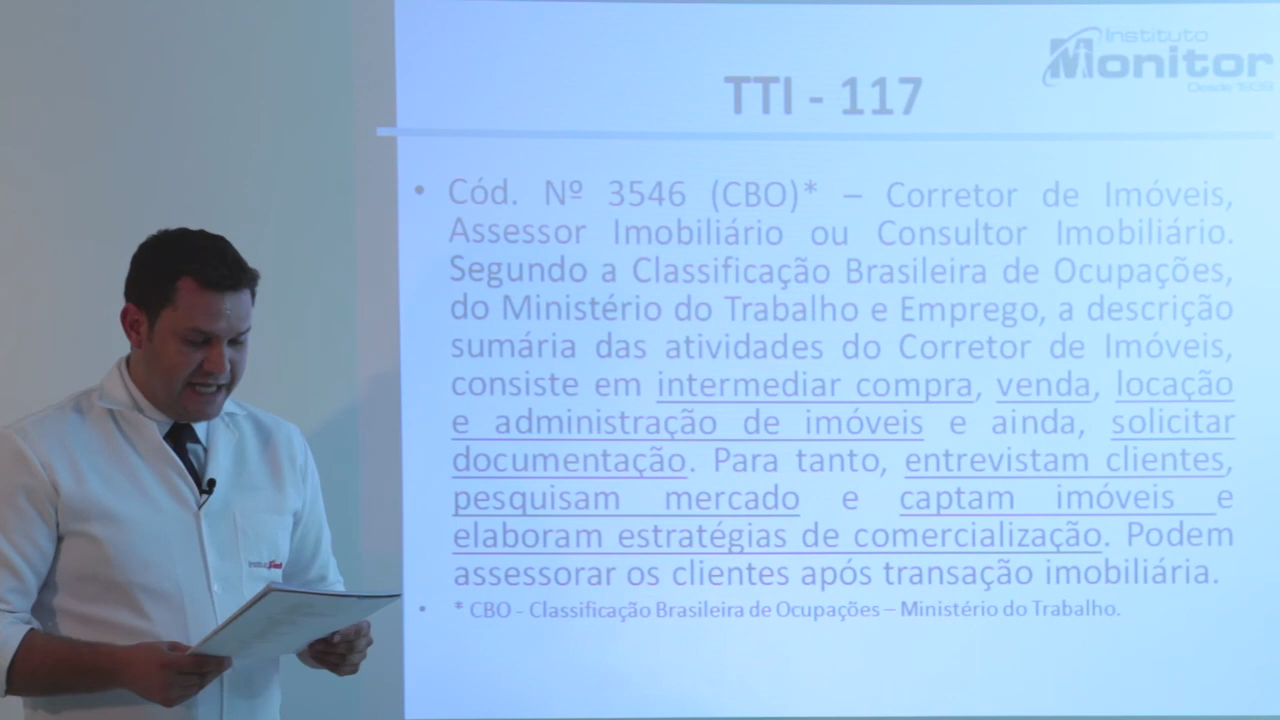 Instituto
Monitor
Desde 1939
TTI - 117
• Cód. Nº 3546 (CBO)* – Corretor de Imóveis,
Assessor Imobiliário ou Consultor Imobiliário.
Segundo a Classificação Brasileira de Ocupações,
do Ministério do Trabalho e Emprego, a descrição
sumária das atividades do Corretor de Imóveis,
consiste em intermediar compra, venda, locação
e administração de imóveis e ainda, solicitar
documentação. Para tanto, entrevistam clientes,
pesquisam mercado e captam imóveis e
elaboram estratégias de comercialização. Podem
assessorar os clientes após transação imobiliária.
• * CBO - Classificação Brasileira de Ocupações – Ministério do Trabalho.